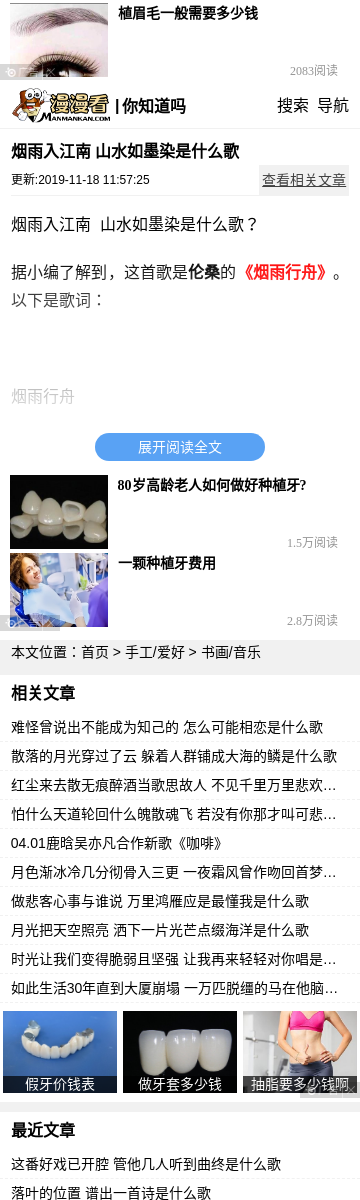 植眉毛一般需要多少钱
2083阅读
广告
漫漫看
MANMANKAN.COM
你知道吗
搜索 导航
烟雨入江南 山水如墨染是什么歌
更新:2019-11-18 11:57:25
查看相关文章
烟雨入江南 山水如墨染是什么歌？
据小编了解到，这首歌是伦桑的《烟雨行舟》。
以下是歌词：
烟雨行舟
展开阅读全文
80岁高龄老人如何做好种植牙?
1.5万阅读
一颗种植牙费用
2.8万阅读
广告
本文位置：首页 > 手工/爱好 > 书画/音乐
相关文章
难怪曾说出不能成为知己的 怎么可能相恋是什么歌
散落的月光穿过了云 躲着人群铺成大海的鳞是什么歌
红尘来去散无痕醉酒当歌思故人 不见千里万里悲欢…
怕什么天道轮回什么魄散魂飞 若没有你那才叫可悲…
04.01鹿晗吴亦凡合作新歌《咖啡》
月色渐冰冷几分彻骨入三更 一夜霜风曾作吻回首梦…
做悲客心事与谁说 万里鸿雁应是最懂我是什么歌
月光把天空照亮 洒下一片光芒点缀海洋是什么歌
时光让我们变得脆弱且坚强 让我再来轻轻对你唱是…
如此生活30年直到大厦崩塌 一万匹脱缰的马在他脑…
假牙价钱表
做牙套多少钱
抽脂要多少钱啊
最近文章
这番好戏已开腔 管他几人听到曲终是什么歌
落叶的位置 谱出一首诗是什么歌